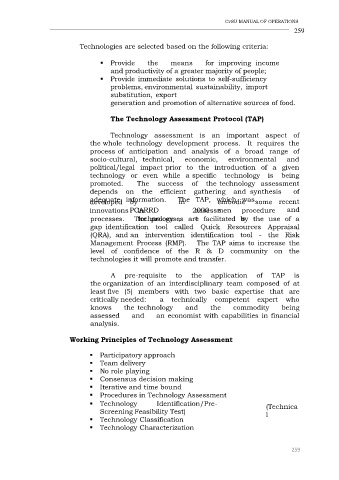 CvSU MANUAL OF OPERATIONS
259
Technologies are selected based on the following criteria:
▪ Provide the means for improving income
and productivity of a greater majority of people;
▪ Provide immediate solutions to self-sufficiency
problems, environmental sustainability, import
substitution, export
generation and promotion of alternative sources of food.
The Technology Assessment Protocol (TAP)
Technology assessment is an important aspect of
the whole technology development process. It requires the
process of anticipation and analysis of a broad range of
socio-cultural, technical, economic, environmental and
political/legal impact prior to the introduction of a given
technology or even while a specific technology is being
promoted. The success of the technology assessment
depends on the efficient gathering and synthesis of
adequate information. The TAP, which was
developed by some recent
innovations PCARRD 2000 procedure and
processes. are facilitated by the use of a
gap identification tool called Quick Resources Appraisal
(QRA), and an intervention identification tool - the Risk
Management Process (RMP). The TAP aims to increase the
level of confidence of the R & D community on the
technologies it will promote and transfer.
A pre-requisite to the application of TAP is
the organization of an interdisciplinary team composed of at
least five (5) members with two basic expertise that are
critically needed: a technically competent expert who
knows the technology and the commodity being
assessed and an economist with capabilities in financial
analysis.
Working Principles of Technology Assessment
▪ Participatory approach
▪ Team delivery
▪ No role playing
▪ Consensus decision making
▪ Iterative and time bound
▪ Procedures in Technology Assessment
▪ Technology Identification/Pre- (Technica
Screening Feasibility Test) l
▪ Technology Classification
▪ Technology Characterization
259